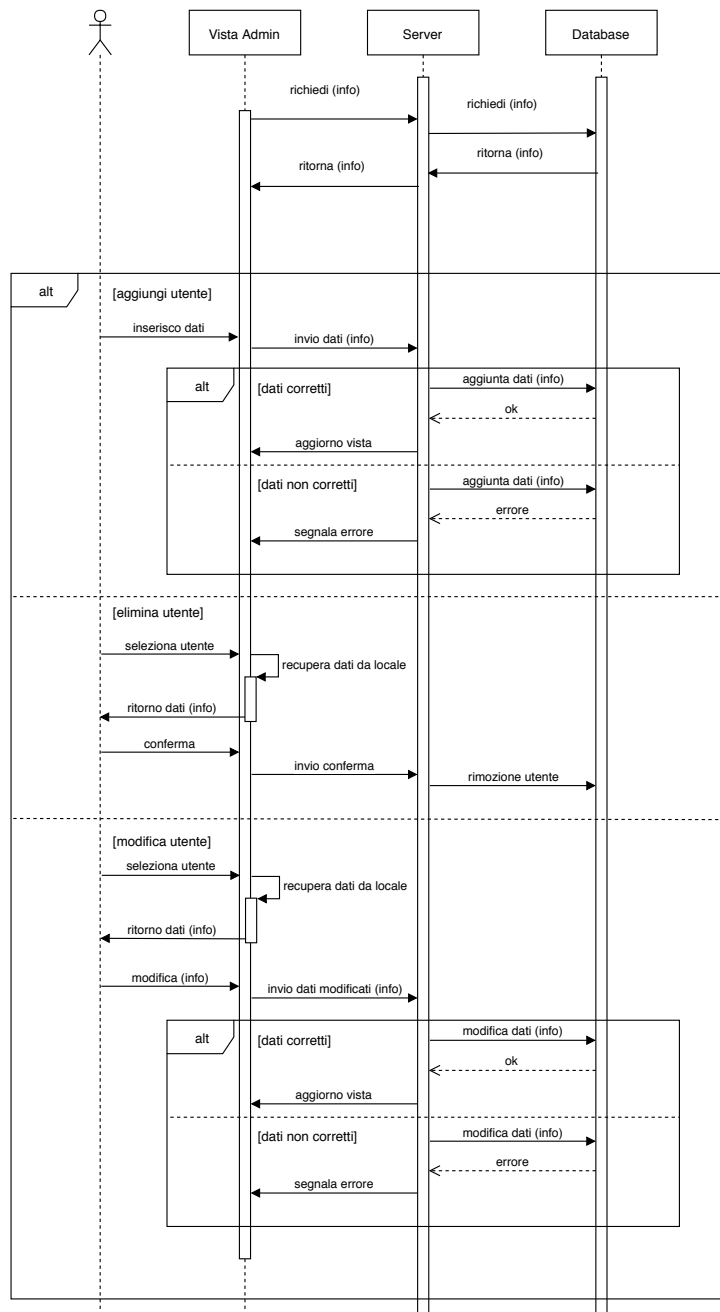 Vista Admin
Server
Database
richiedi (info)
richiedi (info)
ritorna (info)
ritorna (info)
alt
[aggiungi utente]
inserisco dati
invio dati (info)
alt
[dati corretti]
aggiunta dati (info)
ok
aggiorno vista
[dati non corretti]
aggiunta dati (info)
errore
segnala errore
[elimina utente]
seleziona utente
recupera dati da locale
ritorno dati (info)
conferma
invio conferma
rimozione utente
[modifica utente]
seleziona utente
recupera dati da locale
ritorno dati (info)
modifica (info)
invio dati modificati (info)
alt
[dati corretti]
modifica dati (info)
ok
aggiorno vista
[dati non corretti]
modifica dati (info)
errore
segnala errore